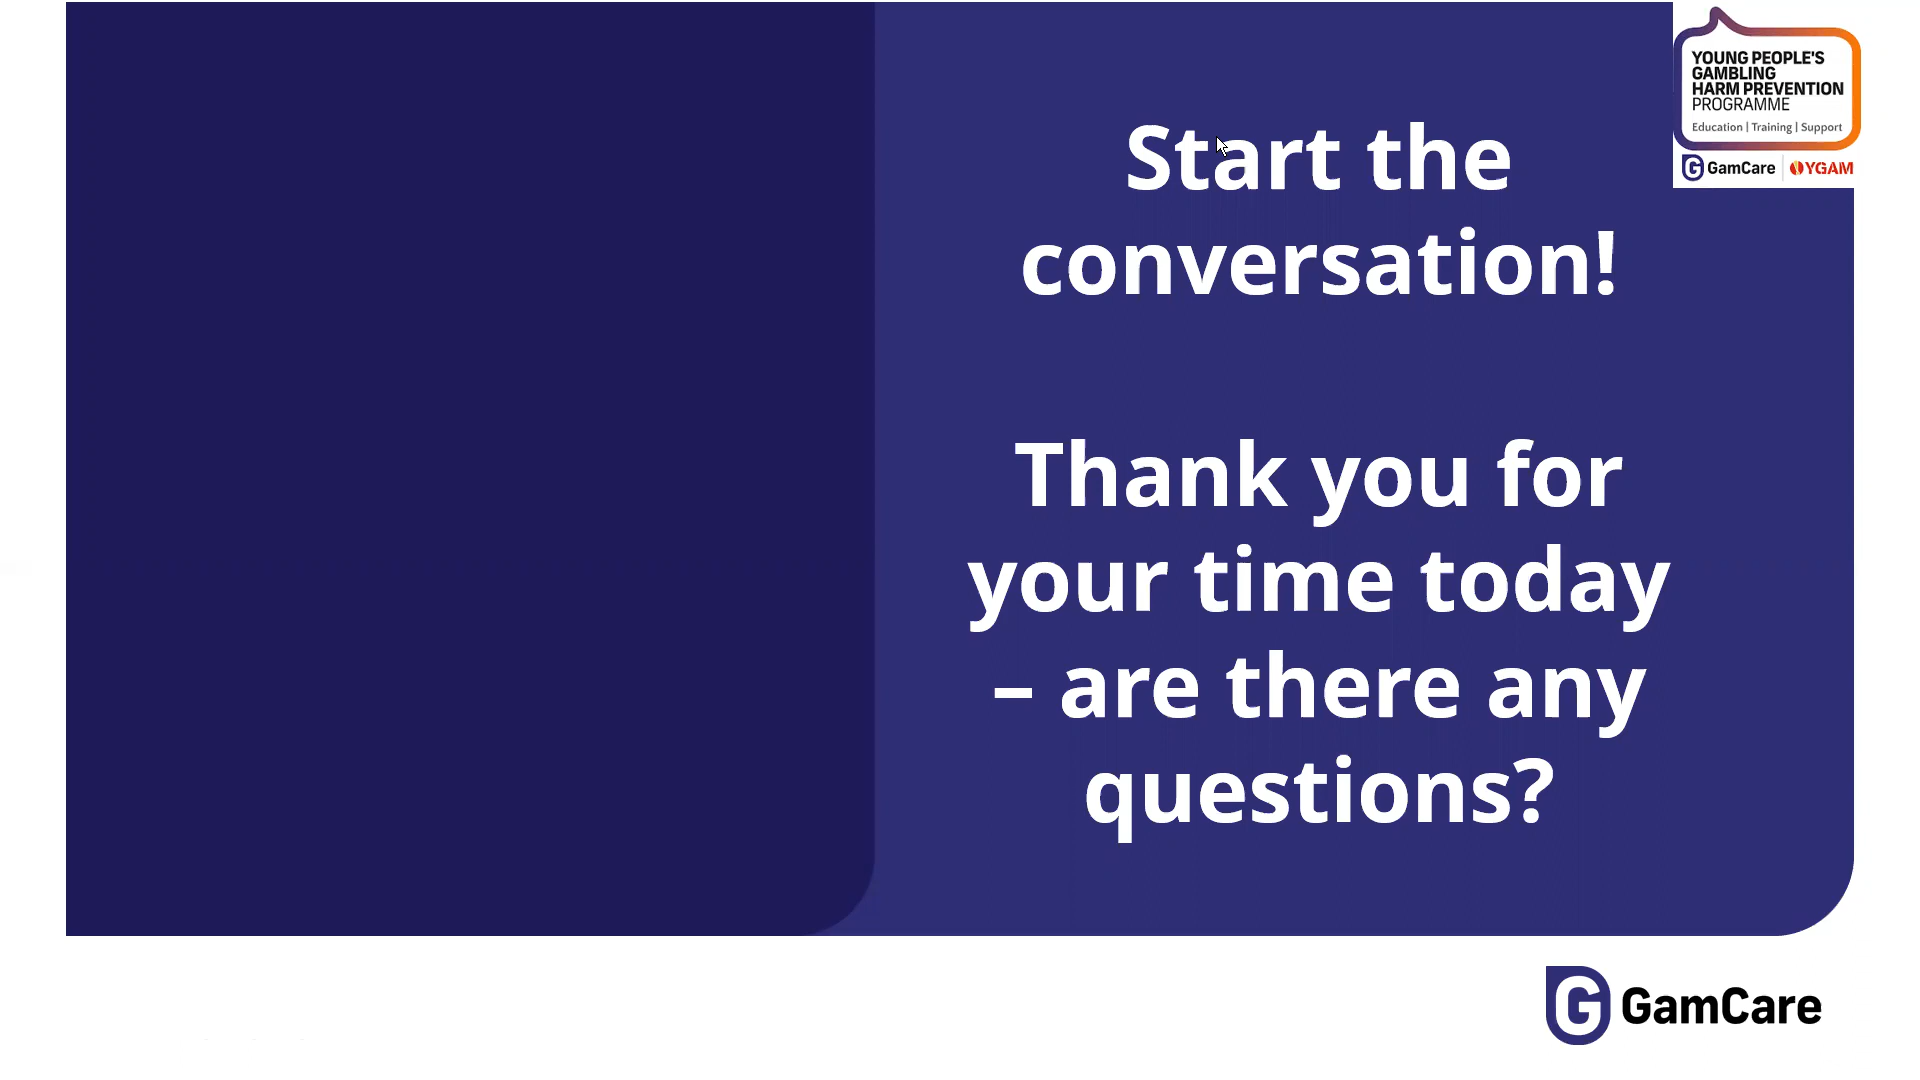 YOUNG PEOPLE'S
GAMBLING
HARM PREVENTION
PROGRAMME
Education | Training | Support
GamCare | YGAM
Start the
conversation!
Thank you for
your time today
– are there any
questions?
GamCare